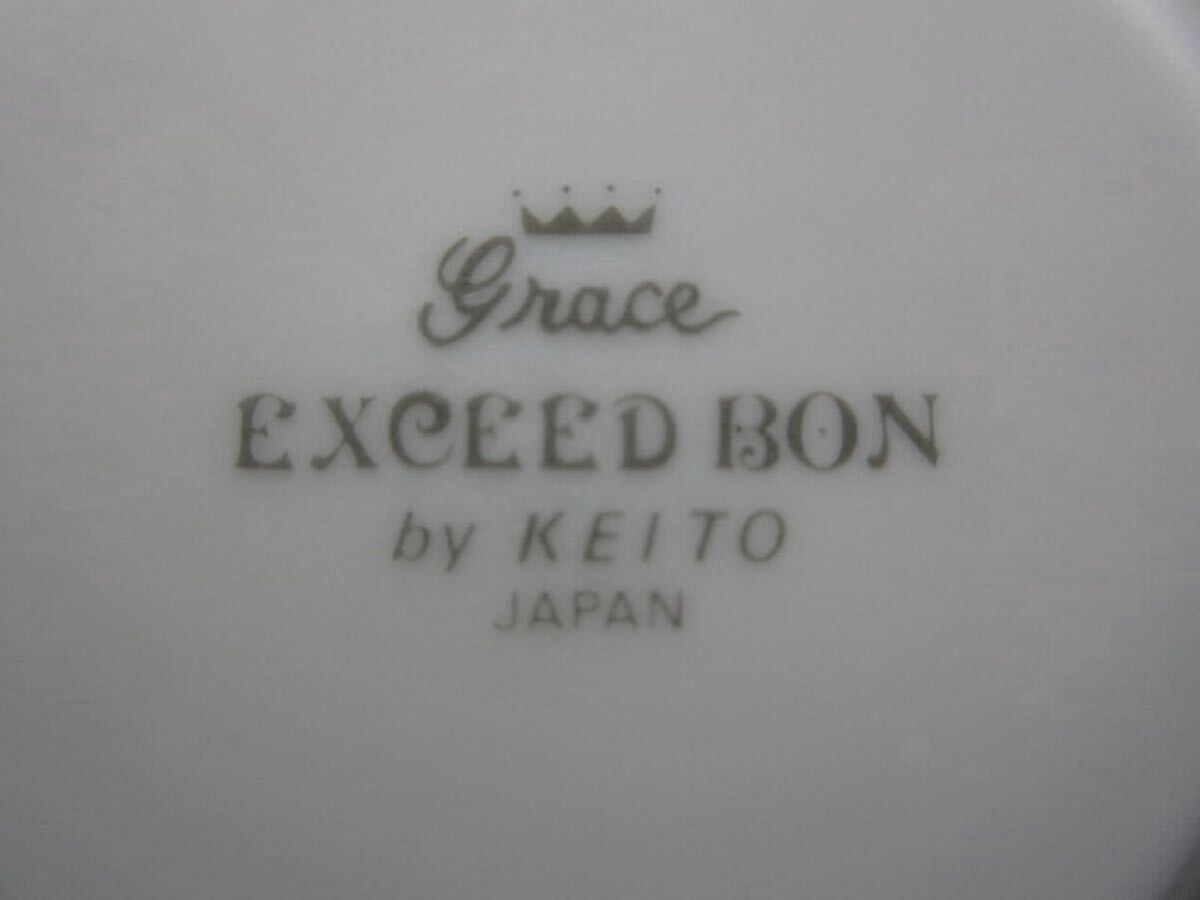 Grace
EXCEED BON
by KEITO
JAPAN